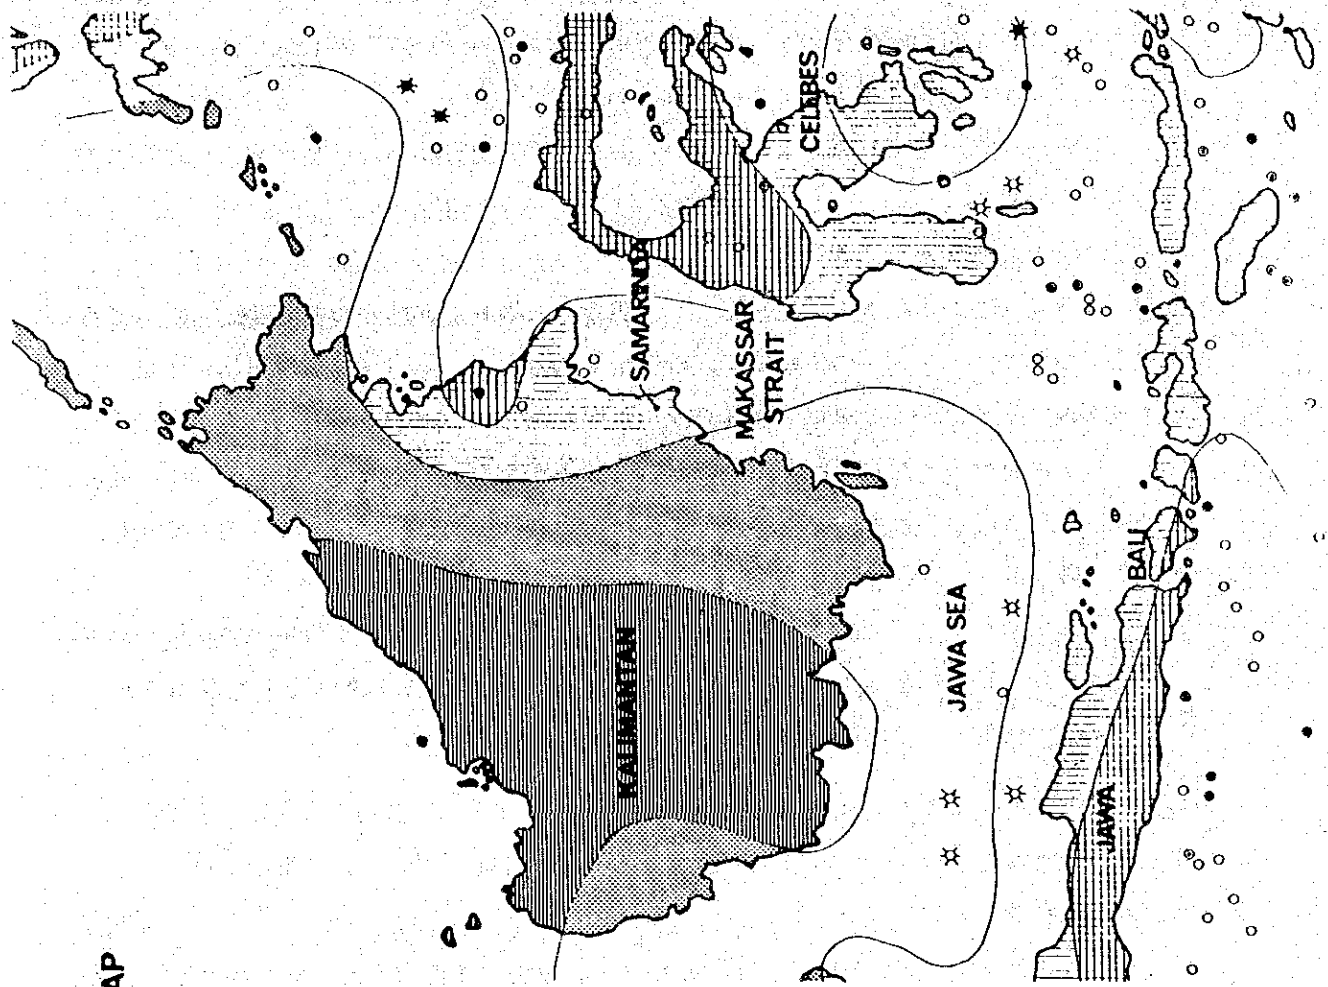 CELEBES
SAMARINDA
MAKASSAR
STRAIT
KALIMANTAN
JAWA SEA
BALI
JAWA
AP